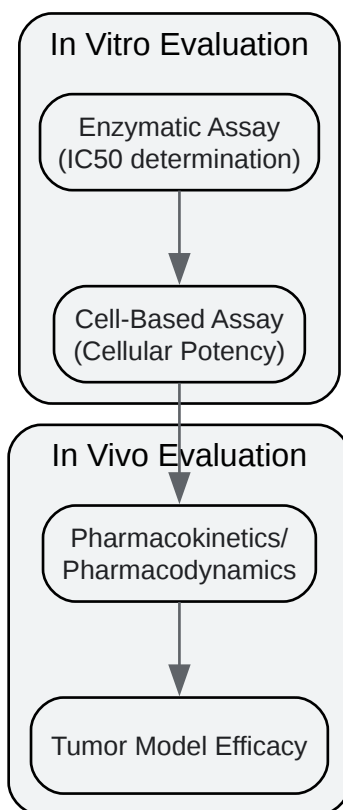 In Vitro Evaluation
Enzymatic Assay
(IC50 determination)
Cell-Based Assay
(Cellular Potency)
In Vivo Evaluation
Pharmacokinetics/
Pharmacodynamics
Tumor Model Efficacy